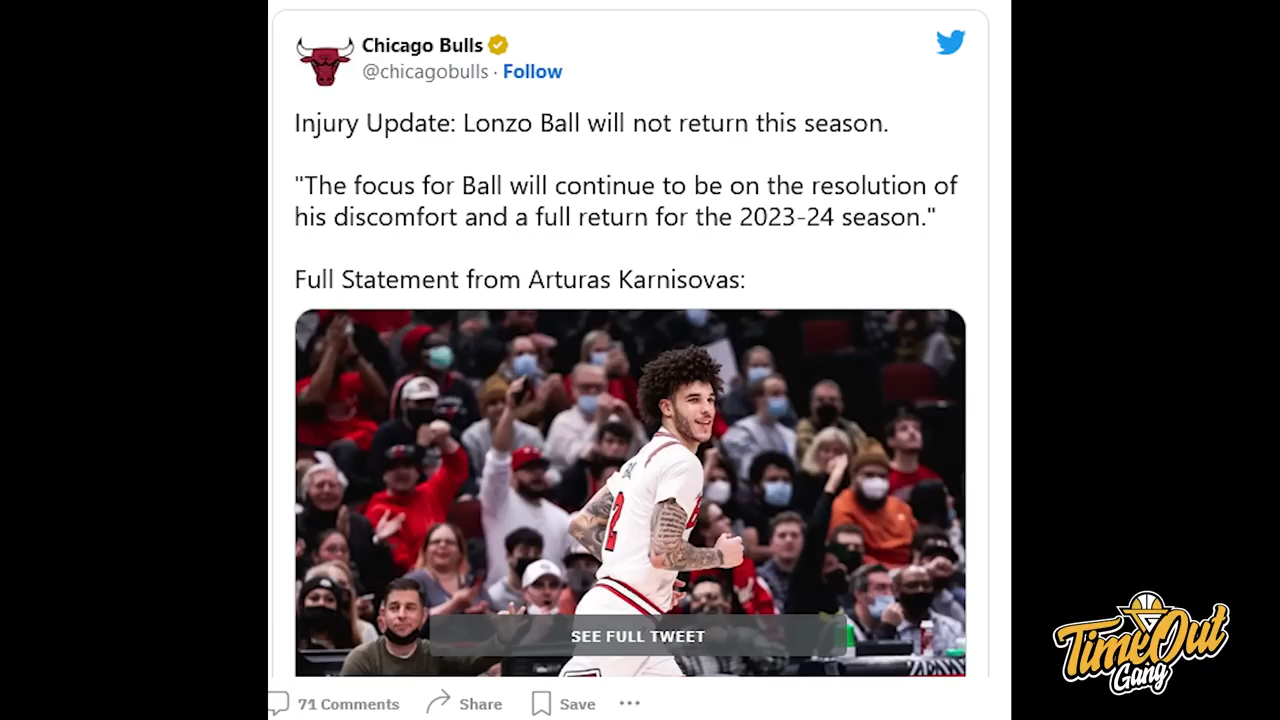 Chicago Bulls
@chicagobulls · Follow
Injury Update: Lonzo Ball will not return this season.
"The focus for Ball will continue to be on the resolution of
his discomfort and a full return for the 2023-24 season."
Full Statement from Arturas Karnisovas:
2
SEE FULL TWEET
71 Comments Share Save ...
TimeOut
Gang